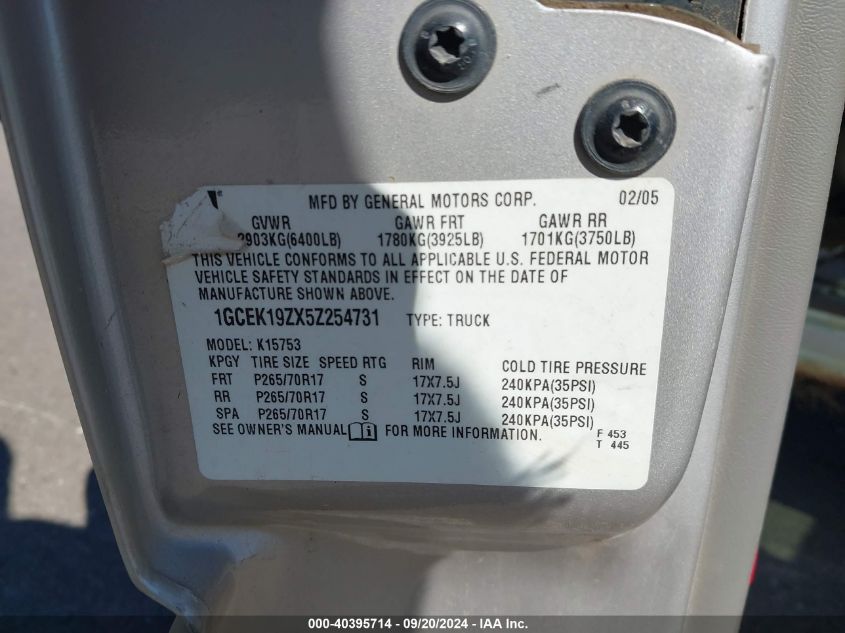 MFD BY GENERAL MOTORS CORP. 02/05
GVWR GAWR FRT GAWR RR
2903KG(6400LB) 1780KG(3925LB) 1701KG(3750LB)
THIS VEHICLE CONFORMS TO ALL APPLICABLE U.S. FEDERAL MOTOR
VEHICLE SAFETY STANDARDS IN EFFECT ON THE DATE OF
MANUFACTURE SHOWN ABOVE.
1GCEK19ZX5Z254731 TYPE: TRUCK
MODEL: K15753
KPGY TIRE SIZE SPEED RTG RIM COLD TIRE PRESSURE
FRT P265/70R17 S 17X7.5J 240KPA(35PSI)
RR P265/70R17 S 17X7.5J 240KPA(35PSI)
SPA P265/70R17 S 17X7.5J 240KPA(35PSI)
SEE OWNER'S MANUAL FOR MORE INFORMATION.
F 453
T 445
000-40395714 - 09/20/2024 - IAAI INC.